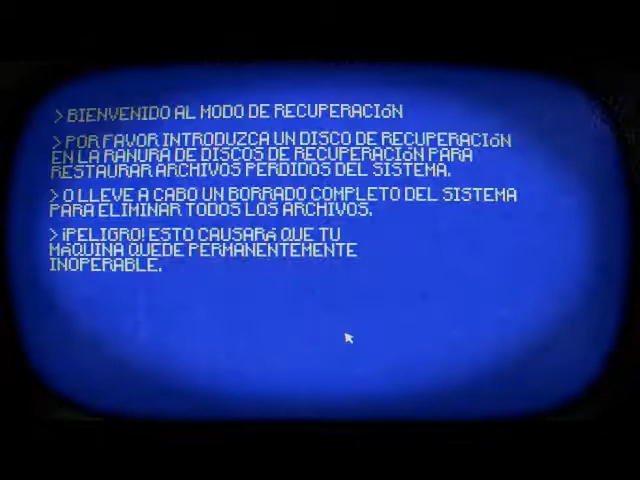 > BIENVENIDO AL MODO DE RECUPERACIóN
> POR FAVOR INTRODUZCA UN DISCO DE RECUPERACIóN
EN LA RANURA DE DISCOS DE RECUPERACIóN PARA
RESTAURAR ARCHIVOS PERDIDOS DEL SISTEMA.
> O LLEVE A CABO UN BORRADO COMPLETO DEL SISTEMA
PARA ELIMINAR TODOS LOS ARCHIVOS.
> ¡PELIGRO! ESTO CAUSARá QUE TU
MáQUINA QUEDE PERMANENTEMENTE
INOPERABLE.